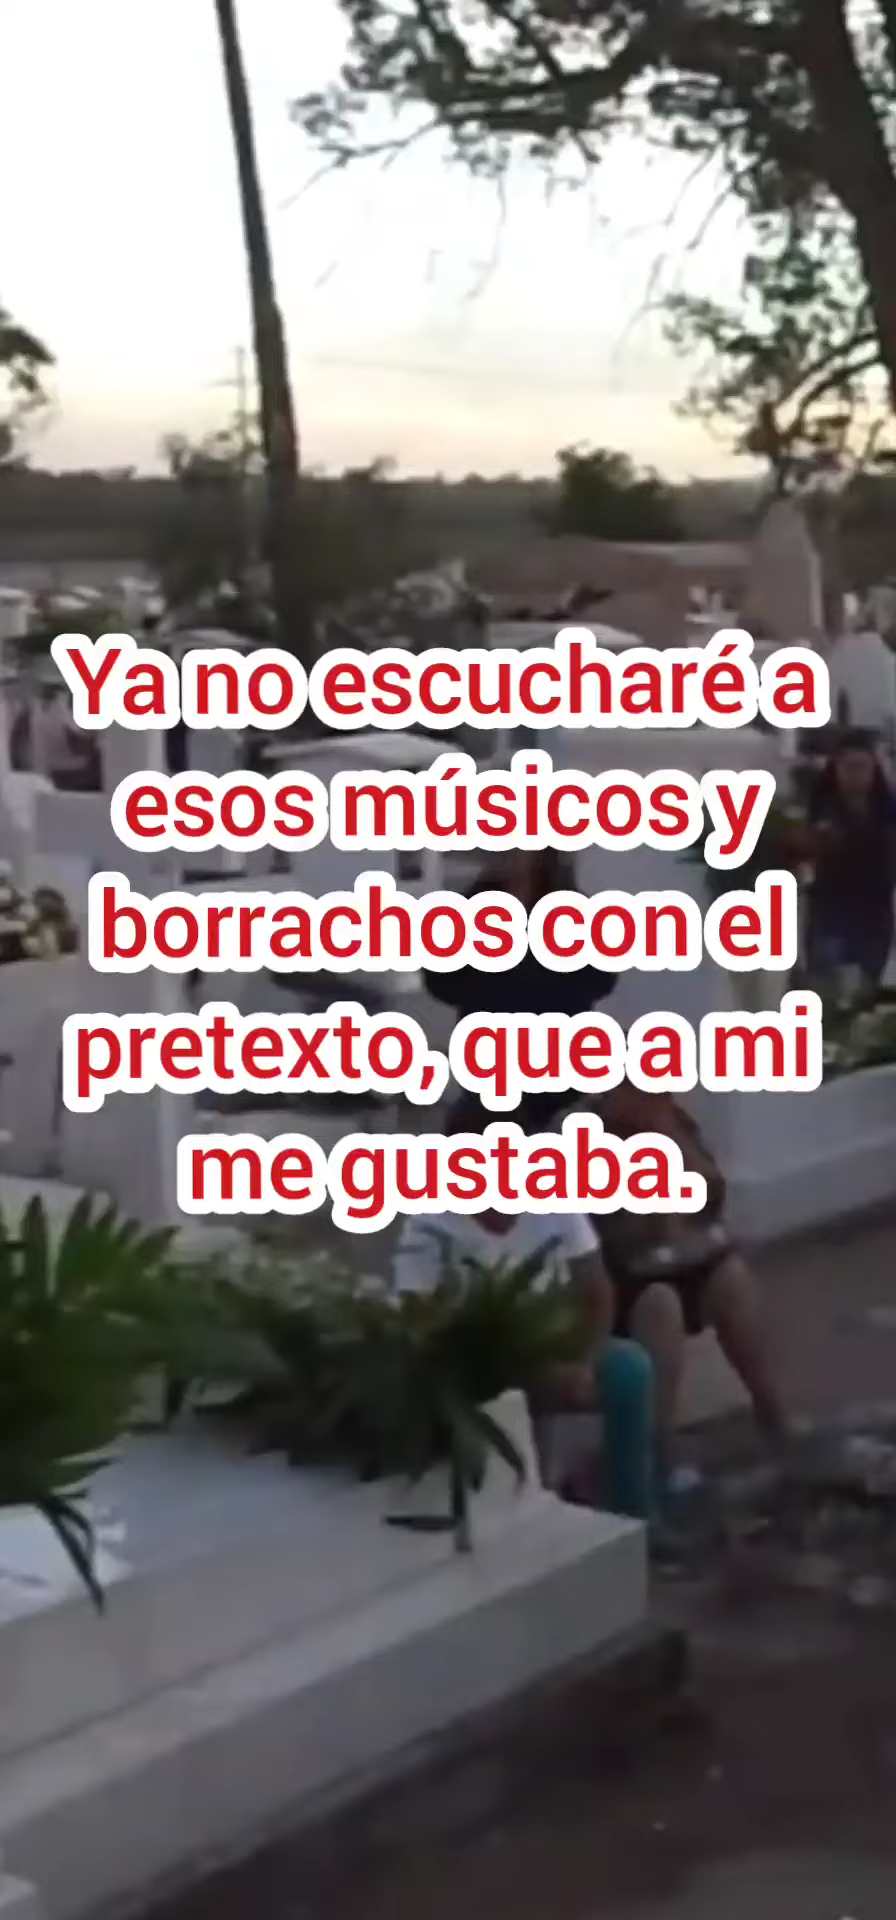 Ya no escucharé a
esos músicos y
borrachos con el
pretexto, que a mi
me gustaba.